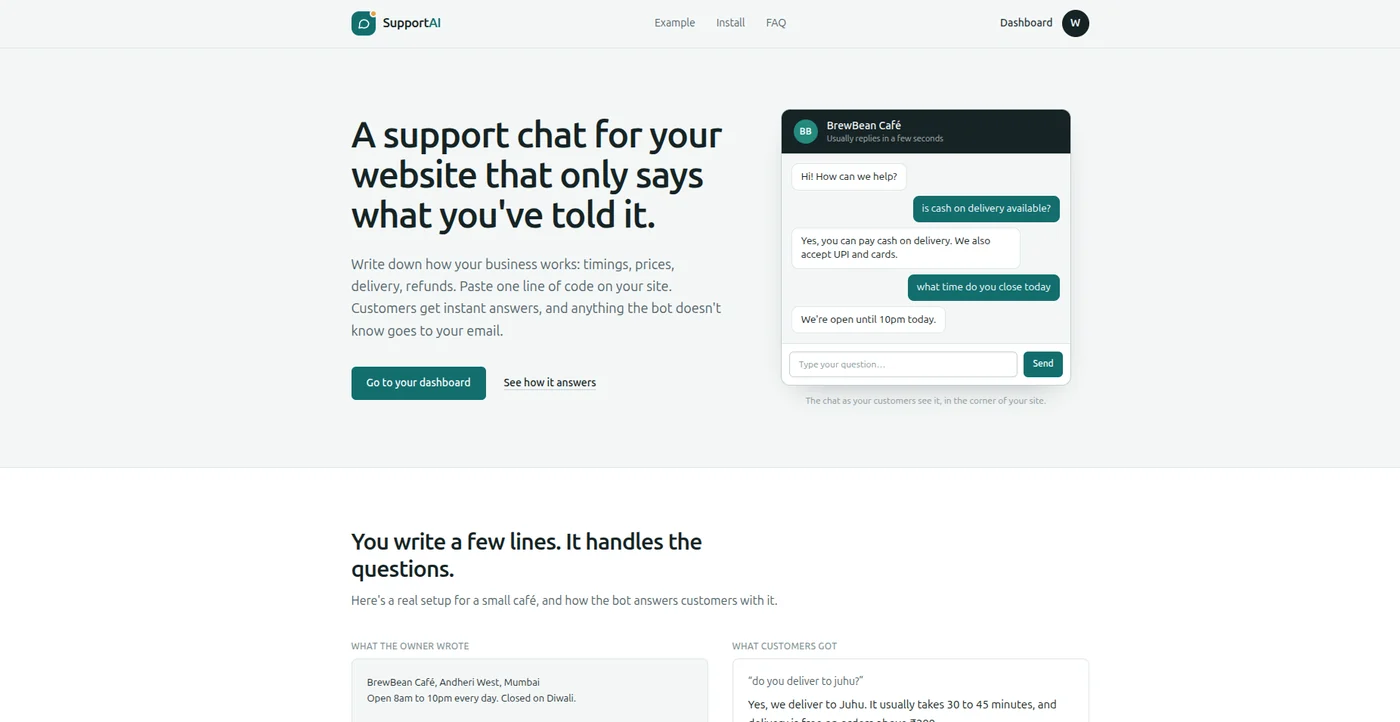 SupportAI
Example
Install
FAQ
Dashboard
W
A support chat for your
website that only says
what you've told it.
Write down how your business works: timings, prices,
delivery, refunds. Paste one line of code on your site.
Customers get instant answers, and anything the bot doesn't
know goes to your email.
Go to your dashboard
See how it answers
BB
BrewBean Café
Usually replies in a few seconds
Hi! How can we help?
is cash on delivery available?
Yes, you can pay cash on delivery. We also
accept UPI and cards.
what time do you close today
We're open until 10pm today.
Type your question...
Send
The chat as your customers see it, in the corner of your site.
You write a few lines. It handles the
questions.
Here's a real setup for a small café, and how the bot answers customers with it.
WHAT THE OWNER WROTE
BrewBean Café, Andheri West, Mumbai
Open 8am to 10pm every day. Closed on Diwali.
WHAT CUSTOMERS GOT
“do you deliver to juhu?”
Yes, we deliver to Juhu. It usually takes 30 to 45 minutes, and